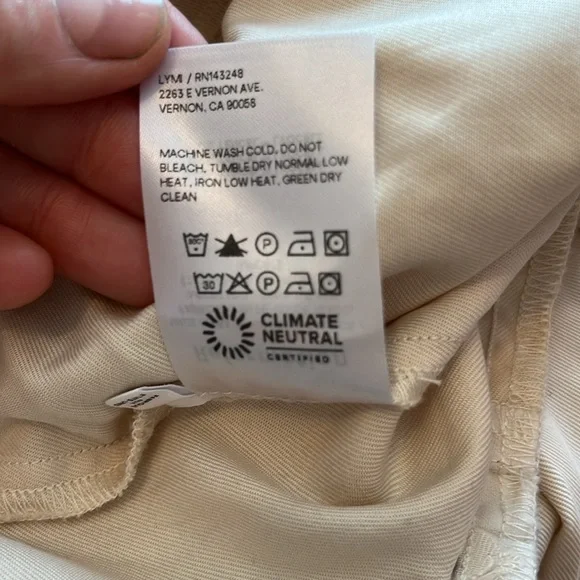 LYMI / RN143248
2263 E VERNON AVE.
VERNON, CA 90058
MACHINE WASH COLD, DO NOT
BLEACH, TUMBLE DRY NORMAL LOW
HEAT, IRON LOW HEAT, GREEN DRY
CLEAN
P
30
P
CLIMATE
NEUTRAL
CERTIFIED